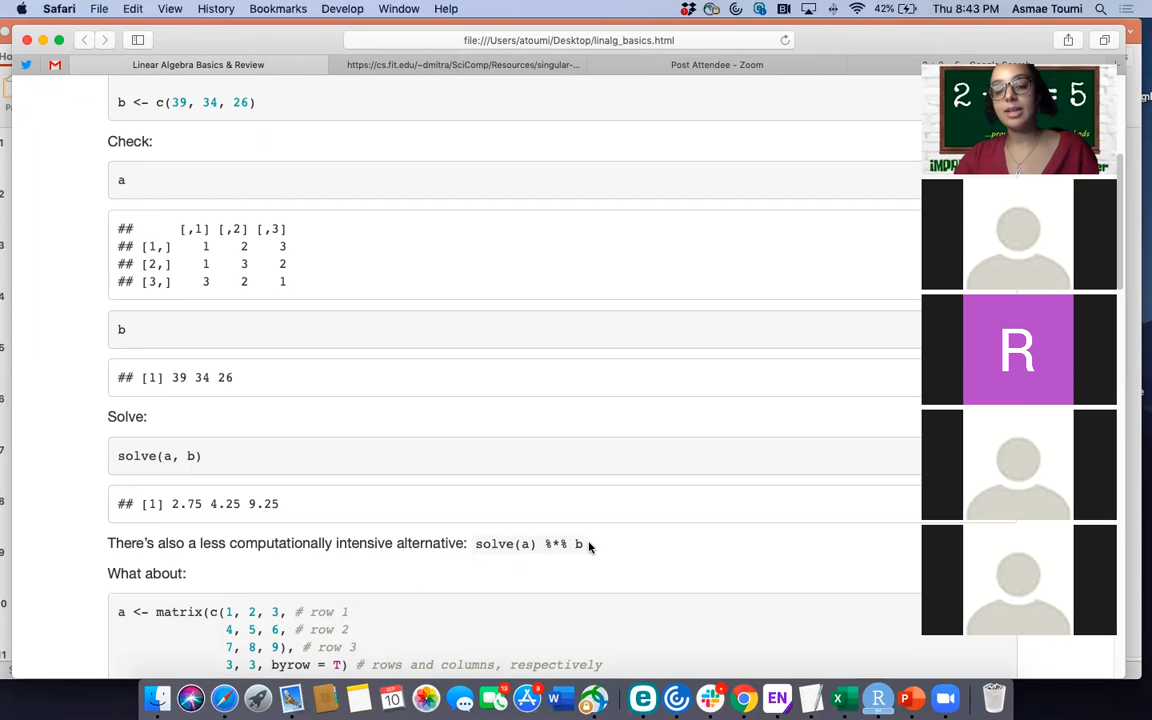 Safari File Edit View History Bookmarks Develop Window Help 42% Thu 8:43 PM Asmae Toumi
file:///Users/atoumi/Desktop/linalg_basics.html
Linear Algebra Basics & Review https://cs.fit.edu/~dmitra/SciComp/Resources/singular-... Post Attendee - Zoom
b <- c(39, 34, 26)
Check:
a
## [,1] [,2] [,3]
## [1,] 1 2 3
## [2,] 1 3 2
## [3,] 3 2 1
b
## [1] 39 34 26
Solve:
solve(a, b)
## [1] 2.75 4.25 9.25
There's also a less computationally intensive alternative: solve(a) %*% b
What about:
a <- matrix(c(1, 2, 3, # row 1
4, 5, 6, # row 2
7, 8, 9), # row 3
3, 3, byrow = T) # rows and columns, respectively
2 = 5
R